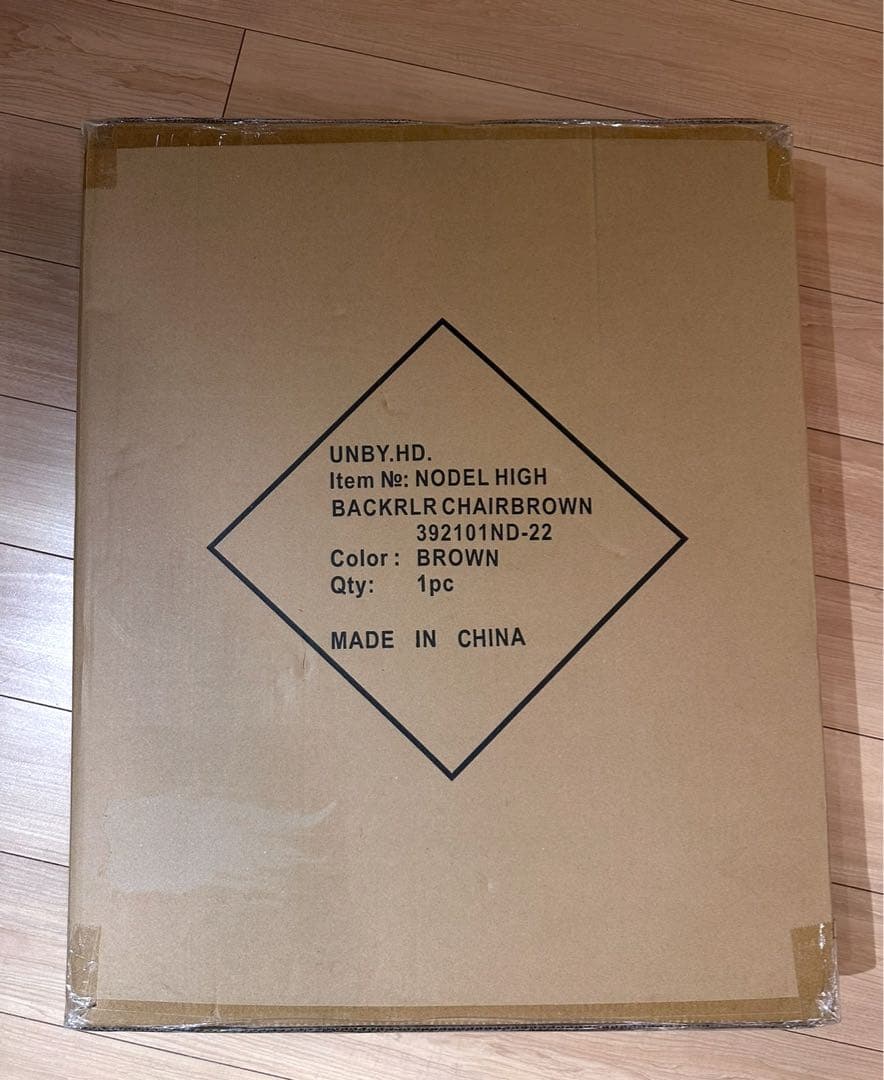 UNBY.HD.
Item №: NODEL HIGH
BACKRLR CHAIRBROWN
392101ND-22
Color : BROWN
Qty: 1pc
MADE IN CHINA